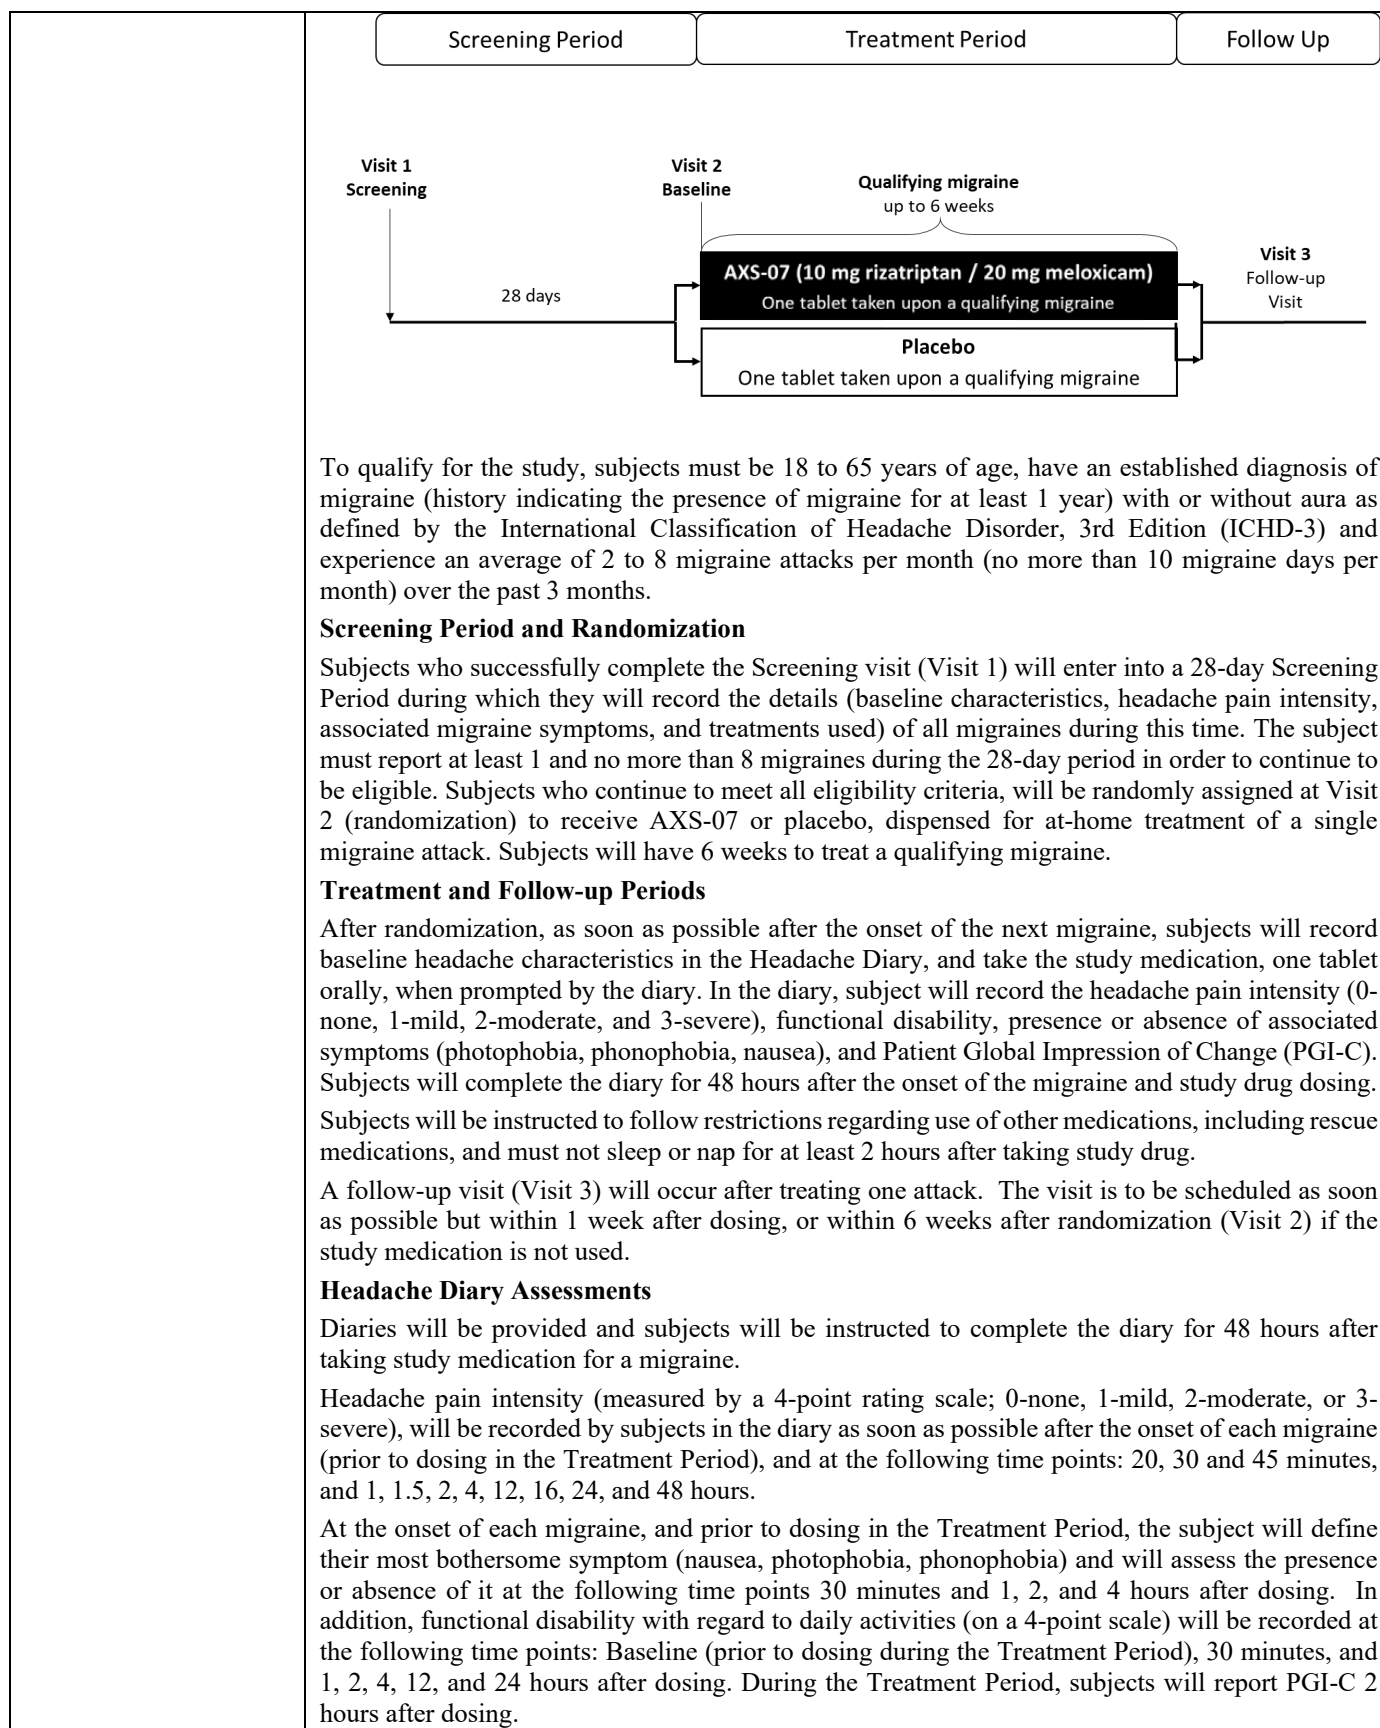 Screening Period
Treatment Period
Follow Up
Visit 1
Screening
Visit 2
Baseline
Qualifying migraine
up to 6 weeks
28 days
AXS-07 (10 mg rizatriptan / 20 mg meloxicam)
One tablet taken upon a qualifying migraine
Placebo
One tablet taken upon a qualifying migraine
Visit 3
Follow-up
Visit
To qualify for the study, subjects must be 18 to 65 years of age, have an established diagnosis of
migraine (history indicating the presence of migraine for at least 1 year) with or without aura as
defined by the International Classification of Headache Disorder, 3rd Edition (ICHD-3) and
experience an average of 2 to 8 migraine attacks per month (no more than 10 migraine days per
month) over the past 3 months.
Screening Period and Randomization
Subjects who successfully complete the Screening visit (Visit 1) will enter into a 28-day Screening
Period during which they will record the details (baseline characteristics, headache pain intensity,
associated migraine symptoms, and treatments used) of all migraines during this time. The subject
must report at least 1 and no more than 8 migraines during the 28-day period in order to continue to
be eligible. Subjects who continue to meet all eligibility criteria, will be randomly assigned at Visit
2 (randomization) to receive AXS-07 or placebo, dispensed for at-home treatment of a single
migraine attack. Subjects will have 6 weeks to treat a qualifying migraine.
Treatment and Follow-up Periods
After randomization, as soon as possible after the onset of the next migraine, subjects will record
baseline headache characteristics in the Headache Diary, and take the study medication, one tablet
orally, when prompted by the diary. In the diary, subject will record the headache pain intensity (0-
none, 1-mild, 2-moderate, and 3-severe), functional disability, presence or absence of associated
symptoms (photophobia, phonophobia, nausea), and Patient Global Impression of Change (PGI-C).
Subjects will complete the diary for 48 hours after the onset of the migraine and study drug dosing.
Subjects will be instructed to follow restrictions regarding use of other medications, including rescue
medications, and must not sleep or nap for at least 2 hours after taking study drug.
A follow-up visit (Visit 3) will occur after treating one attack. The visit is to be scheduled as soon
as possible but within 1 week after dosing, or within 6 weeks after randomization (Visit 2) if the
study medication is not used.
Headache Diary Assessments
Diaries will be provided and subjects will be instructed to complete the diary for 48 hours after
taking study medication for a migraine.
Headache pain intensity (measured by a 4-point rating scale; 0-none, 1-mild, 2-moderate, or 3-
severe), will be recorded by subjects in the diary as soon as possible after the onset of each migraine
(prior to dosing in the Treatment Period), and at the following time points: 20, 30 and 45 minutes,
and 1, 1.5, 2, 4, 12, 16, 24, and 48 hours.
At the onset of each migraine, and prior to dosing in the Treatment Period, the subject will define
their most bothersome symptom (nausea, photophobia, phonophobia) and will assess the presence
or absence of it at the following time points 30 minutes and 1, 2, and 4 hours after dosing. In
addition, functional disability with regard to daily activities (on a 4-point scale) will be recorded at
the following time points: Baseline (prior to dosing during the Treatment Period), 30 minutes, and
1, 2, 4, 12, and 24 hours after dosing. During the Treatment Period, subjects will report PGI-C 2
hours after dosing.